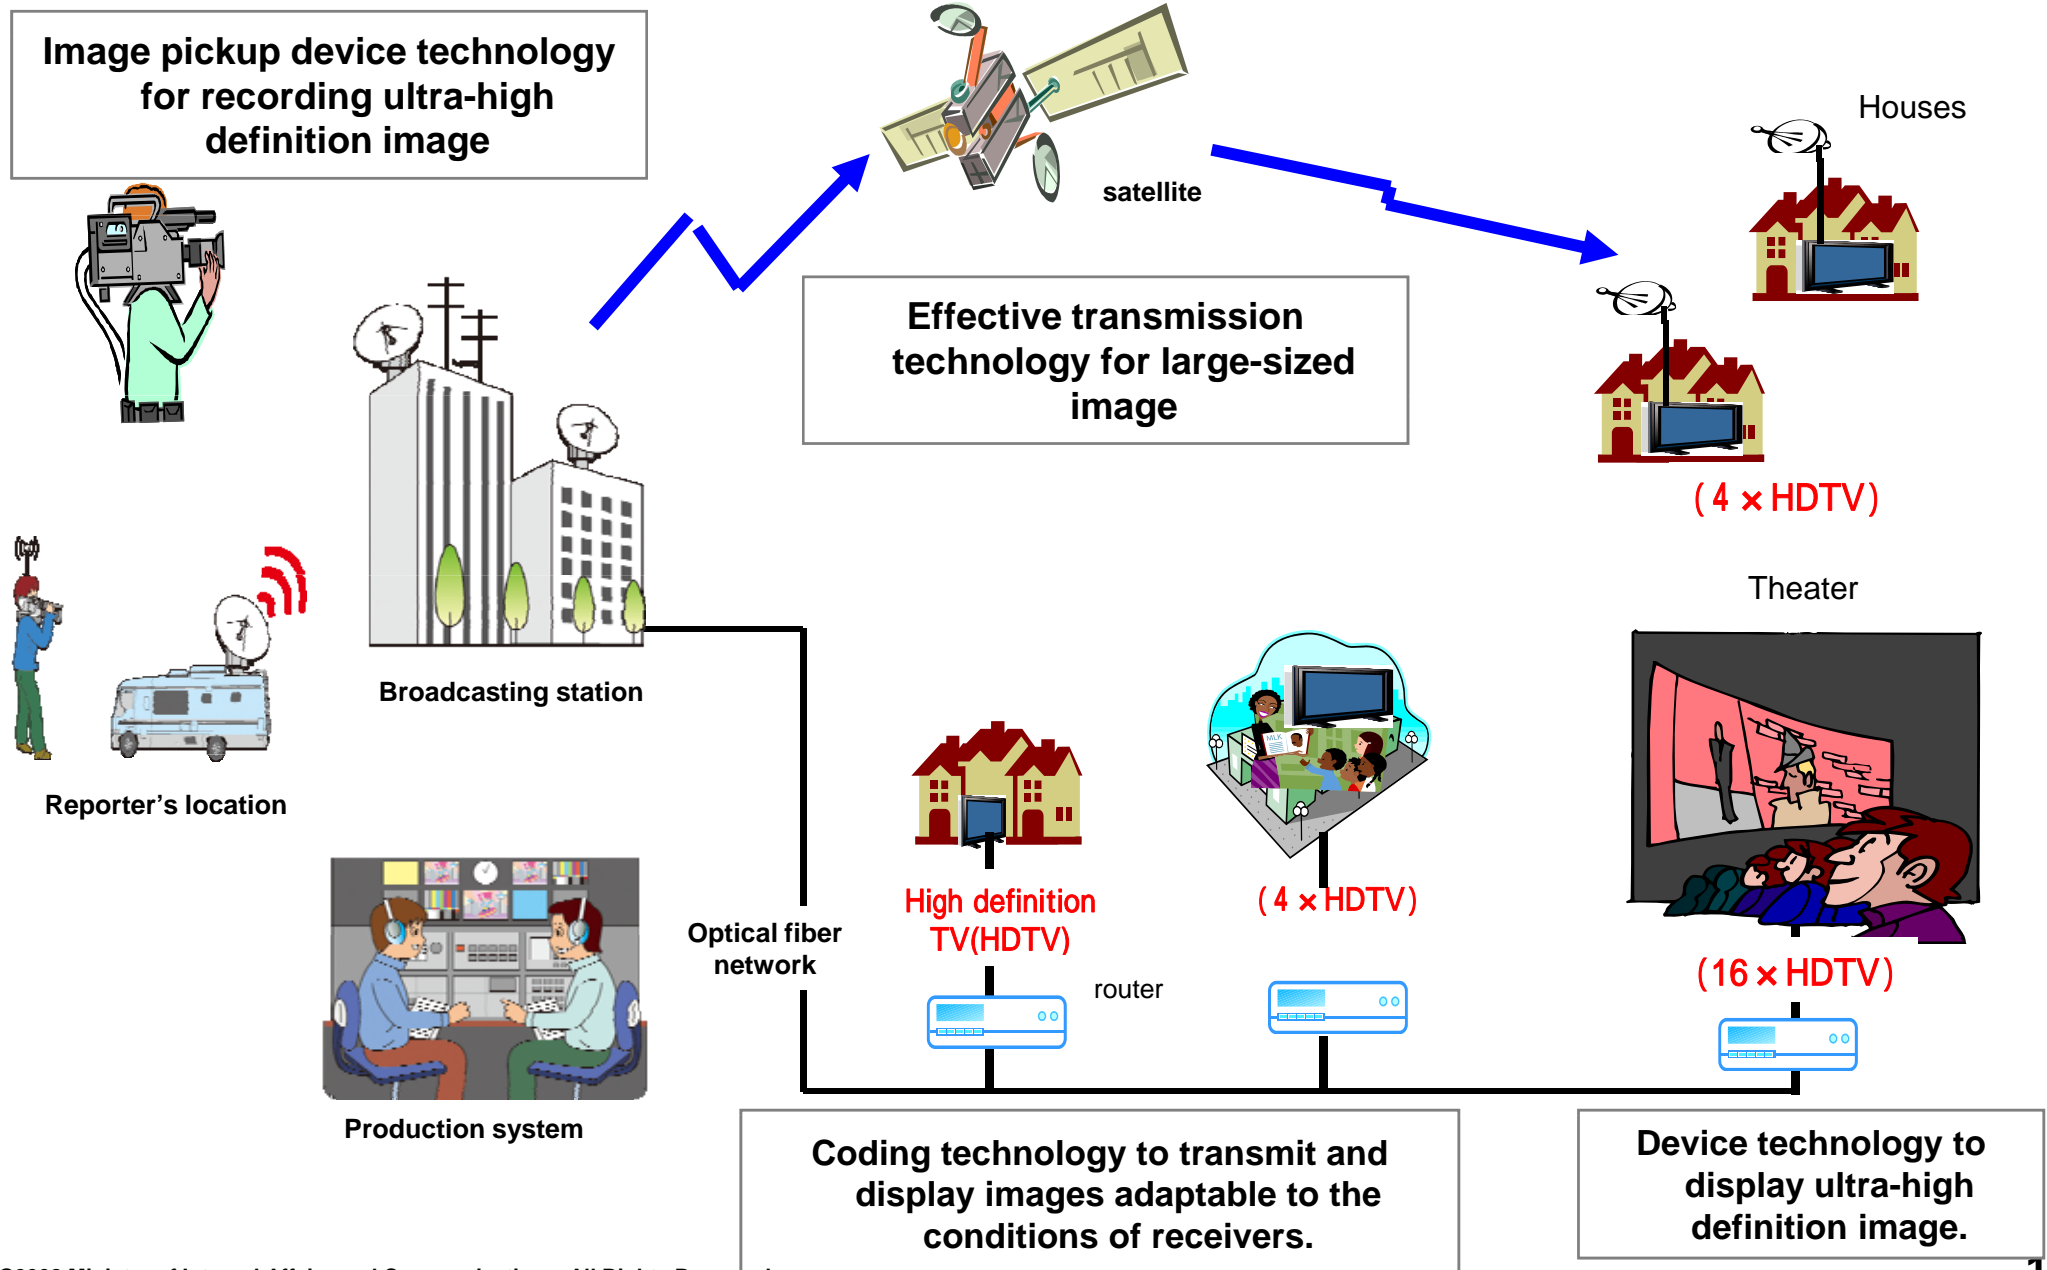 Image pickup device technology
for recording ultra-high
definition image
satellite
Houses
Effective transmission
technology for large-sized
image
(4×HDTV)
Theater
Broadcasting station
Reporter's location
MLK
High definition
TV(HDTV)
(4×HDTV)
Optical fiber
network
router
(16×HDTV)
Production system
Coding technology to transmit and
display images adaptable to the
conditions of receivers.
Device technology to
display ultra-high
definition image.